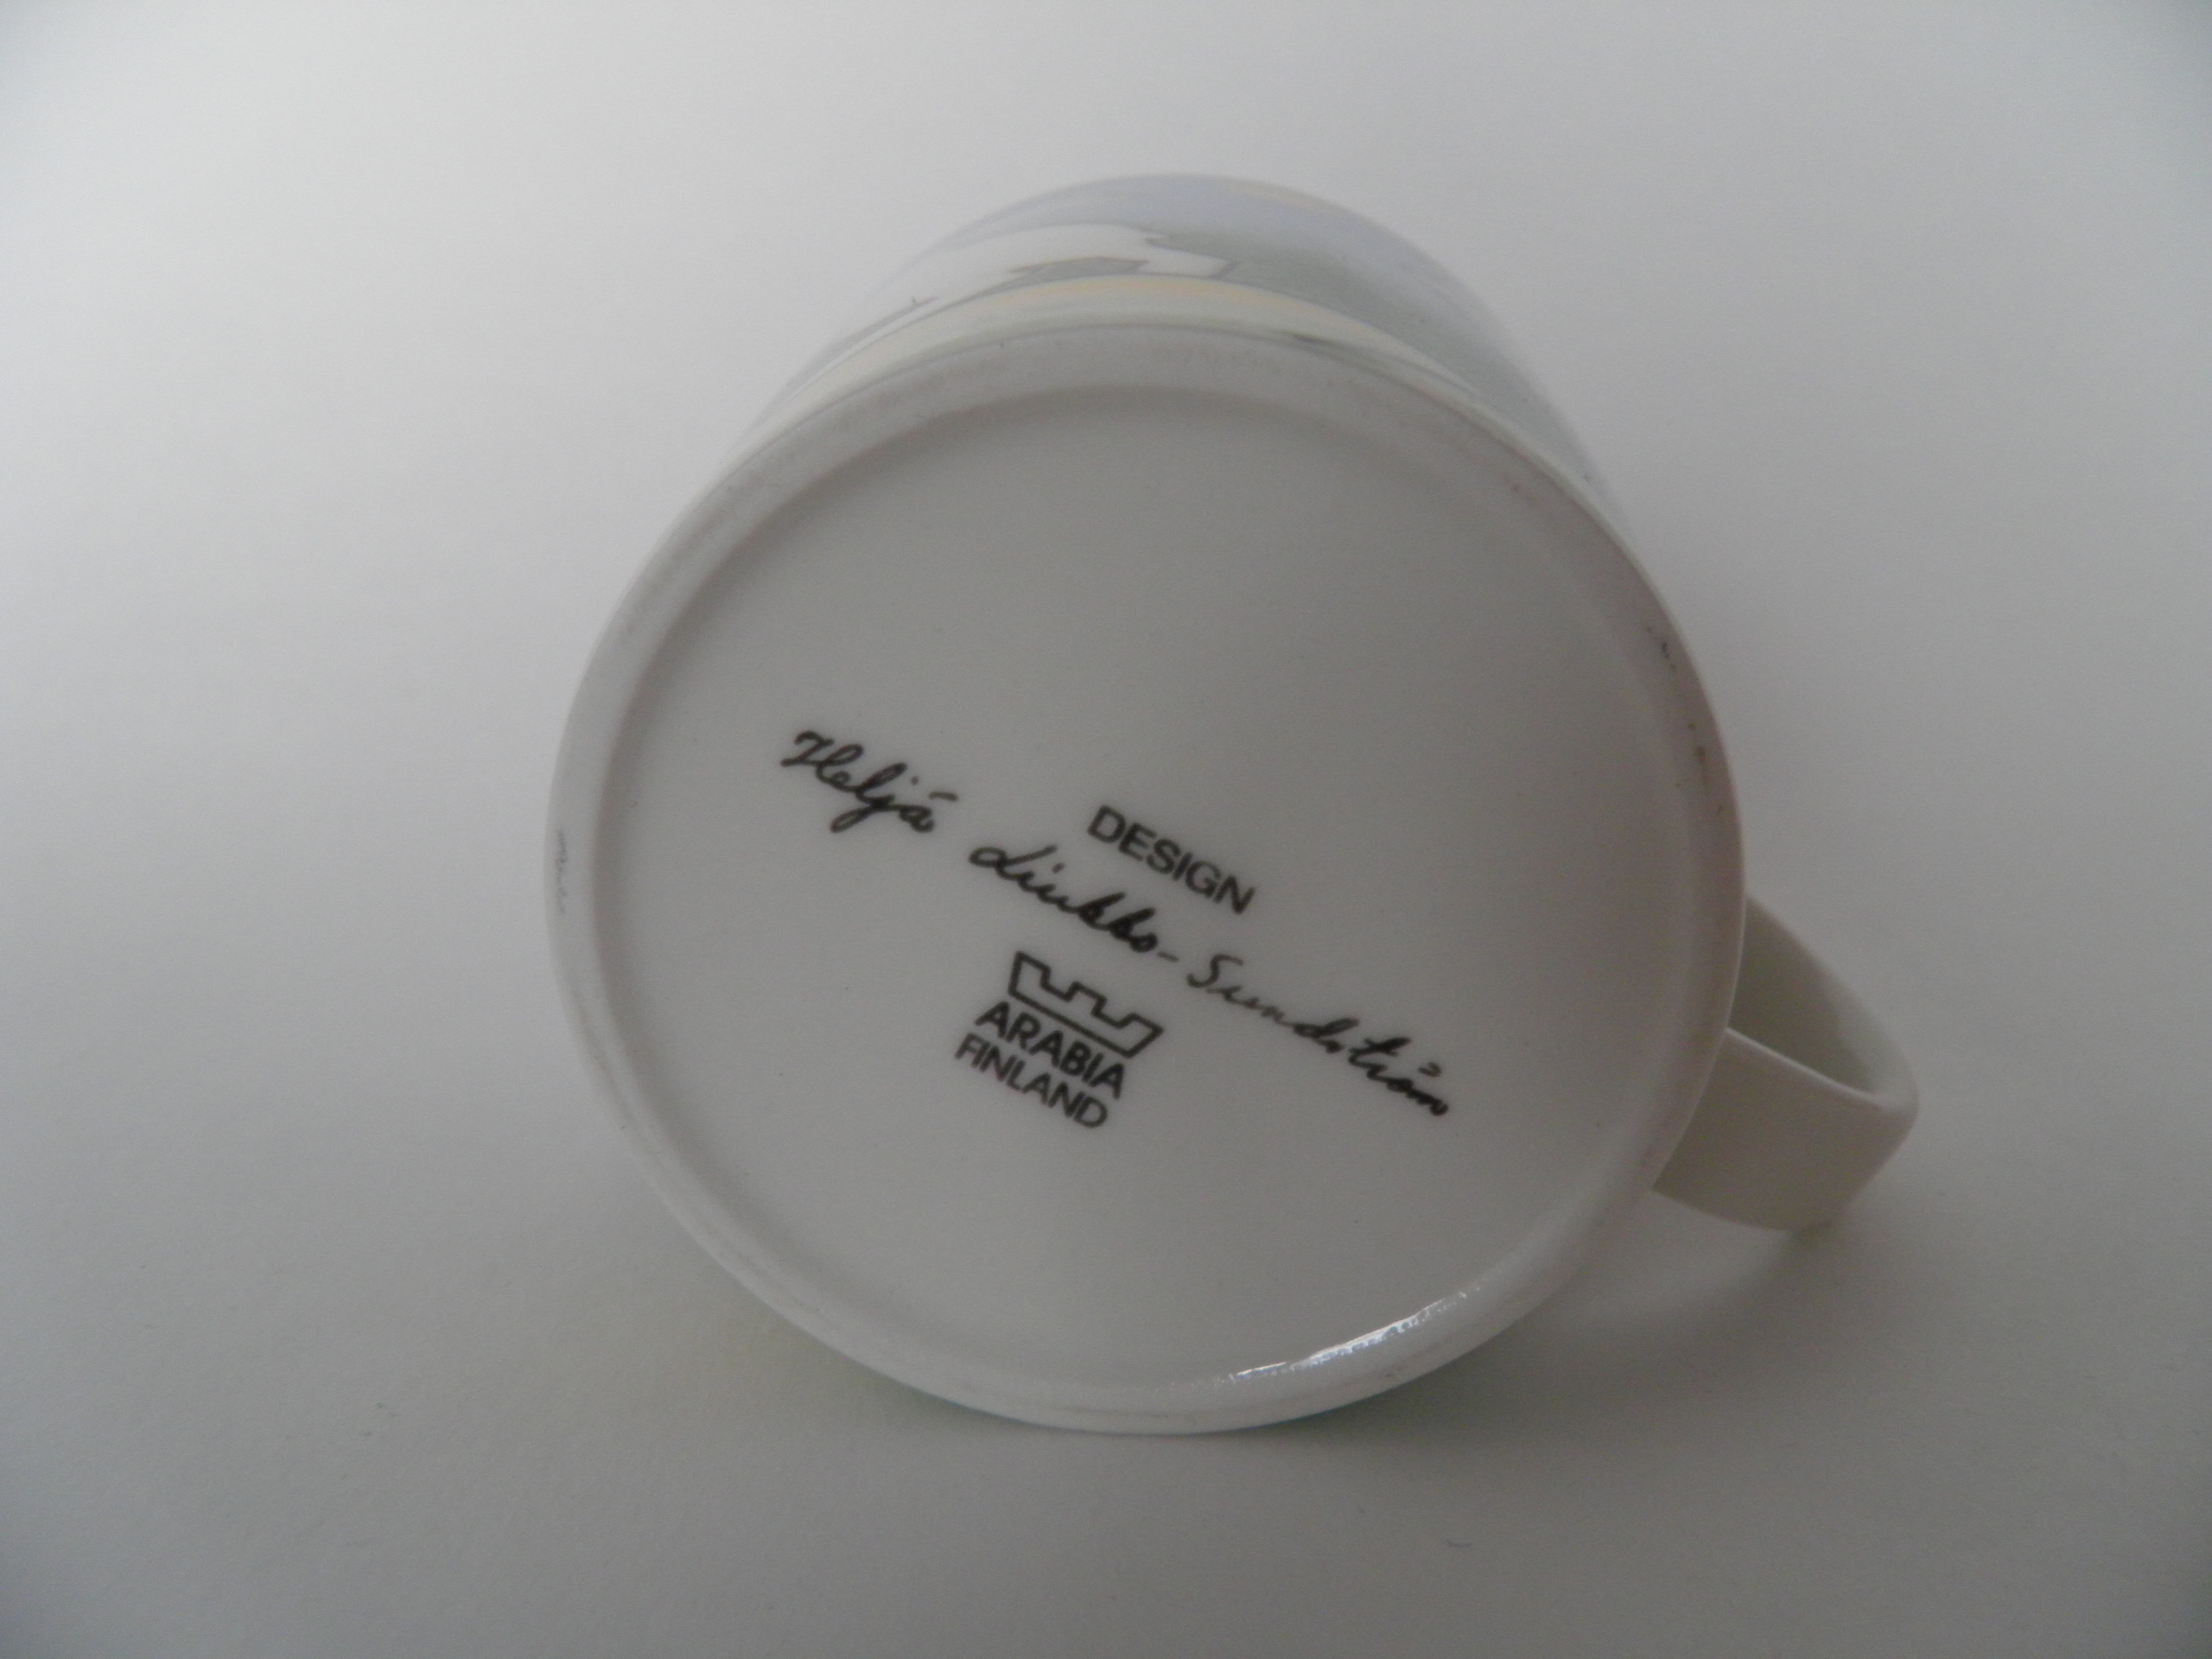 DESIGN
Heljä Liukko-Sundström
ARABIA
FINLAND